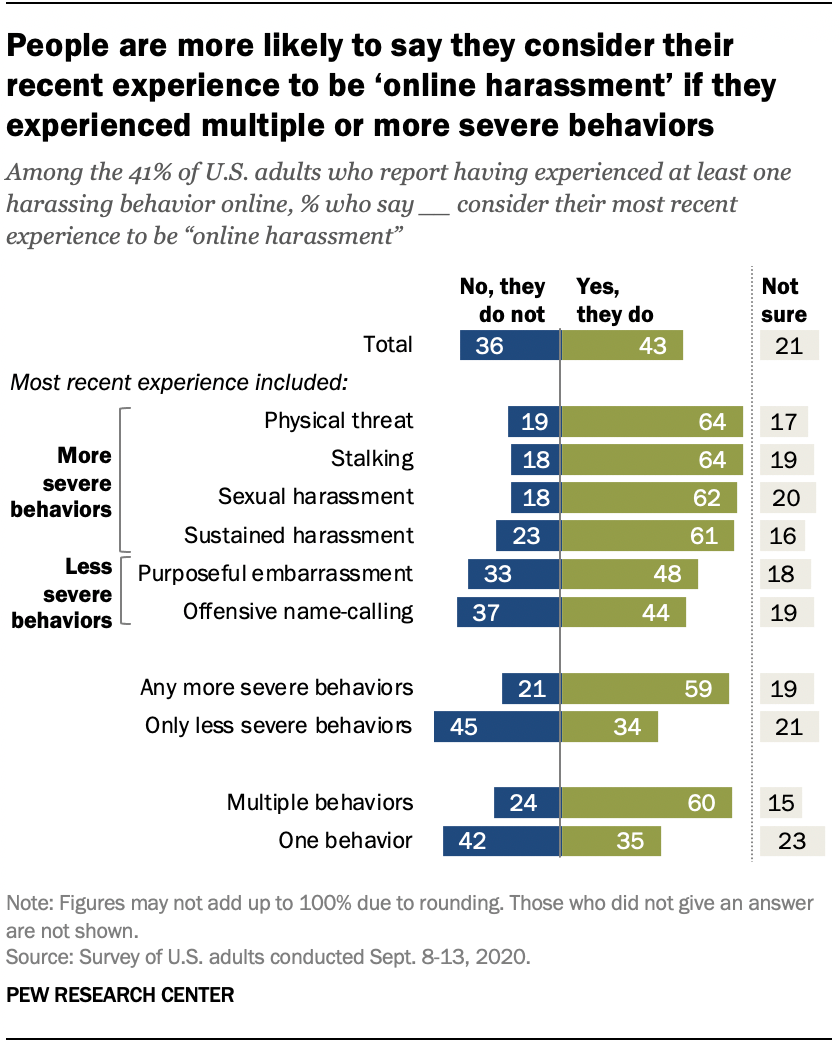 People are more likely to say they consider their
recent experience to be ‘online harassment’ if they
experienced multiple or more severe behaviors
Among the 41% of U.S. adults who report having experienced at least one
harassing behavior online, % who say __ consider their most recent
experience to be “online harassment”
No, they do not
Yes, they do
Not sure
Total 36 43 21
Most recent experience included:
More severe behaviors
Physical threat 19 64 17
Stalking 18 64 19
Sexual harassment 18 62 20
Sustained harassment 23 61 16
Less severe behaviors
Purposeful embarrassment 33 48 18
Offensive name-calling 37 44 19
Any more severe behaviors 21 59 19
Only less severe behaviors 45 34 21
Multiple behaviors 24 60 15
One behavior 42 35 23
Note: Figures may not add up to 100% due to rounding. Those who did not give an answer
are not shown.
Source: Survey of U.S. adults conducted Sept. 8-13, 2020.
PEW RESEARCH CENTER